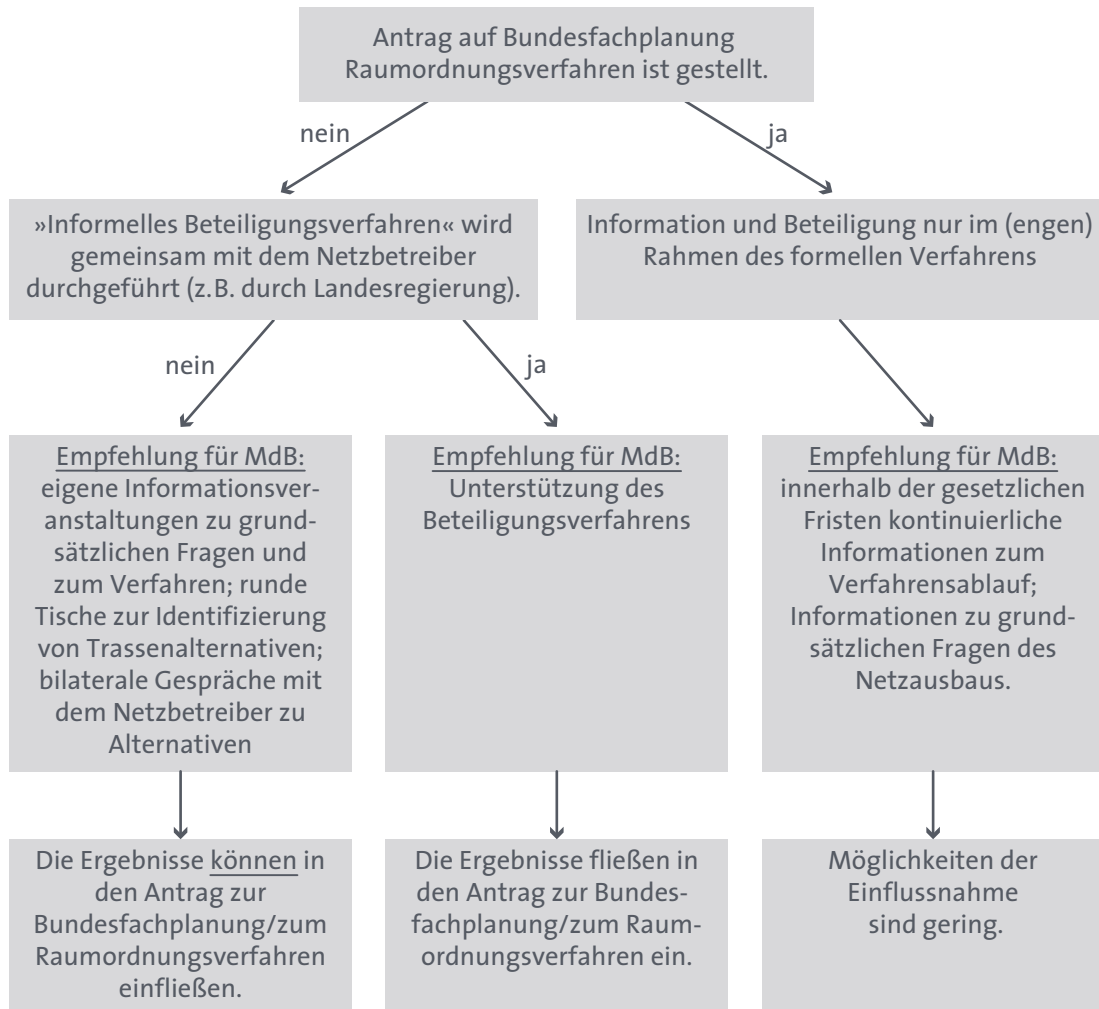 Antrag auf Bundesfachplanung
Raumordnungsverfahren ist gestellt.
nein
ja
»Informelles Beteiligungsverfahren« wird
gemeinsam mit dem Netzbetreiber
durchgeführt (z.B. durch Landesregierung).
Information und Beteiligung nur im (engen)
Rahmen des formellen Verfahrens
nein
ja
Empfehlung für MdB:
eigene Informationsver-
anstaltungen zu grund-
sätzlichen Fragen und
zum Verfahren; runde
Tische zur Identifizierung
von Trassenalternativen;
bilaterale Gespräche mit
dem Netzbetreiber zu
Alternativen
Empfehlung für MdB:
Unterstützung des
Beteiligungsverfahrens
Empfehlung für MdB:
innerhalb der gesetzlichen
Fristen kontinuierliche
Informationen zum
Verfahrensablauf;
Informationen zu grund-
sätzlichen Fragen des
Netzausbaus.
Die Ergebnisse können in
den Antrag zur
Bundesfachplanung/zum
Raumordnungsverfahren
einfließen.
Die Ergebnisse fließen in
den Antrag zur Bundes-
fachplanung/zum Raum-
ordnungsverfahren ein.
Möglichkeiten der
Einflussnahme
sind gering.